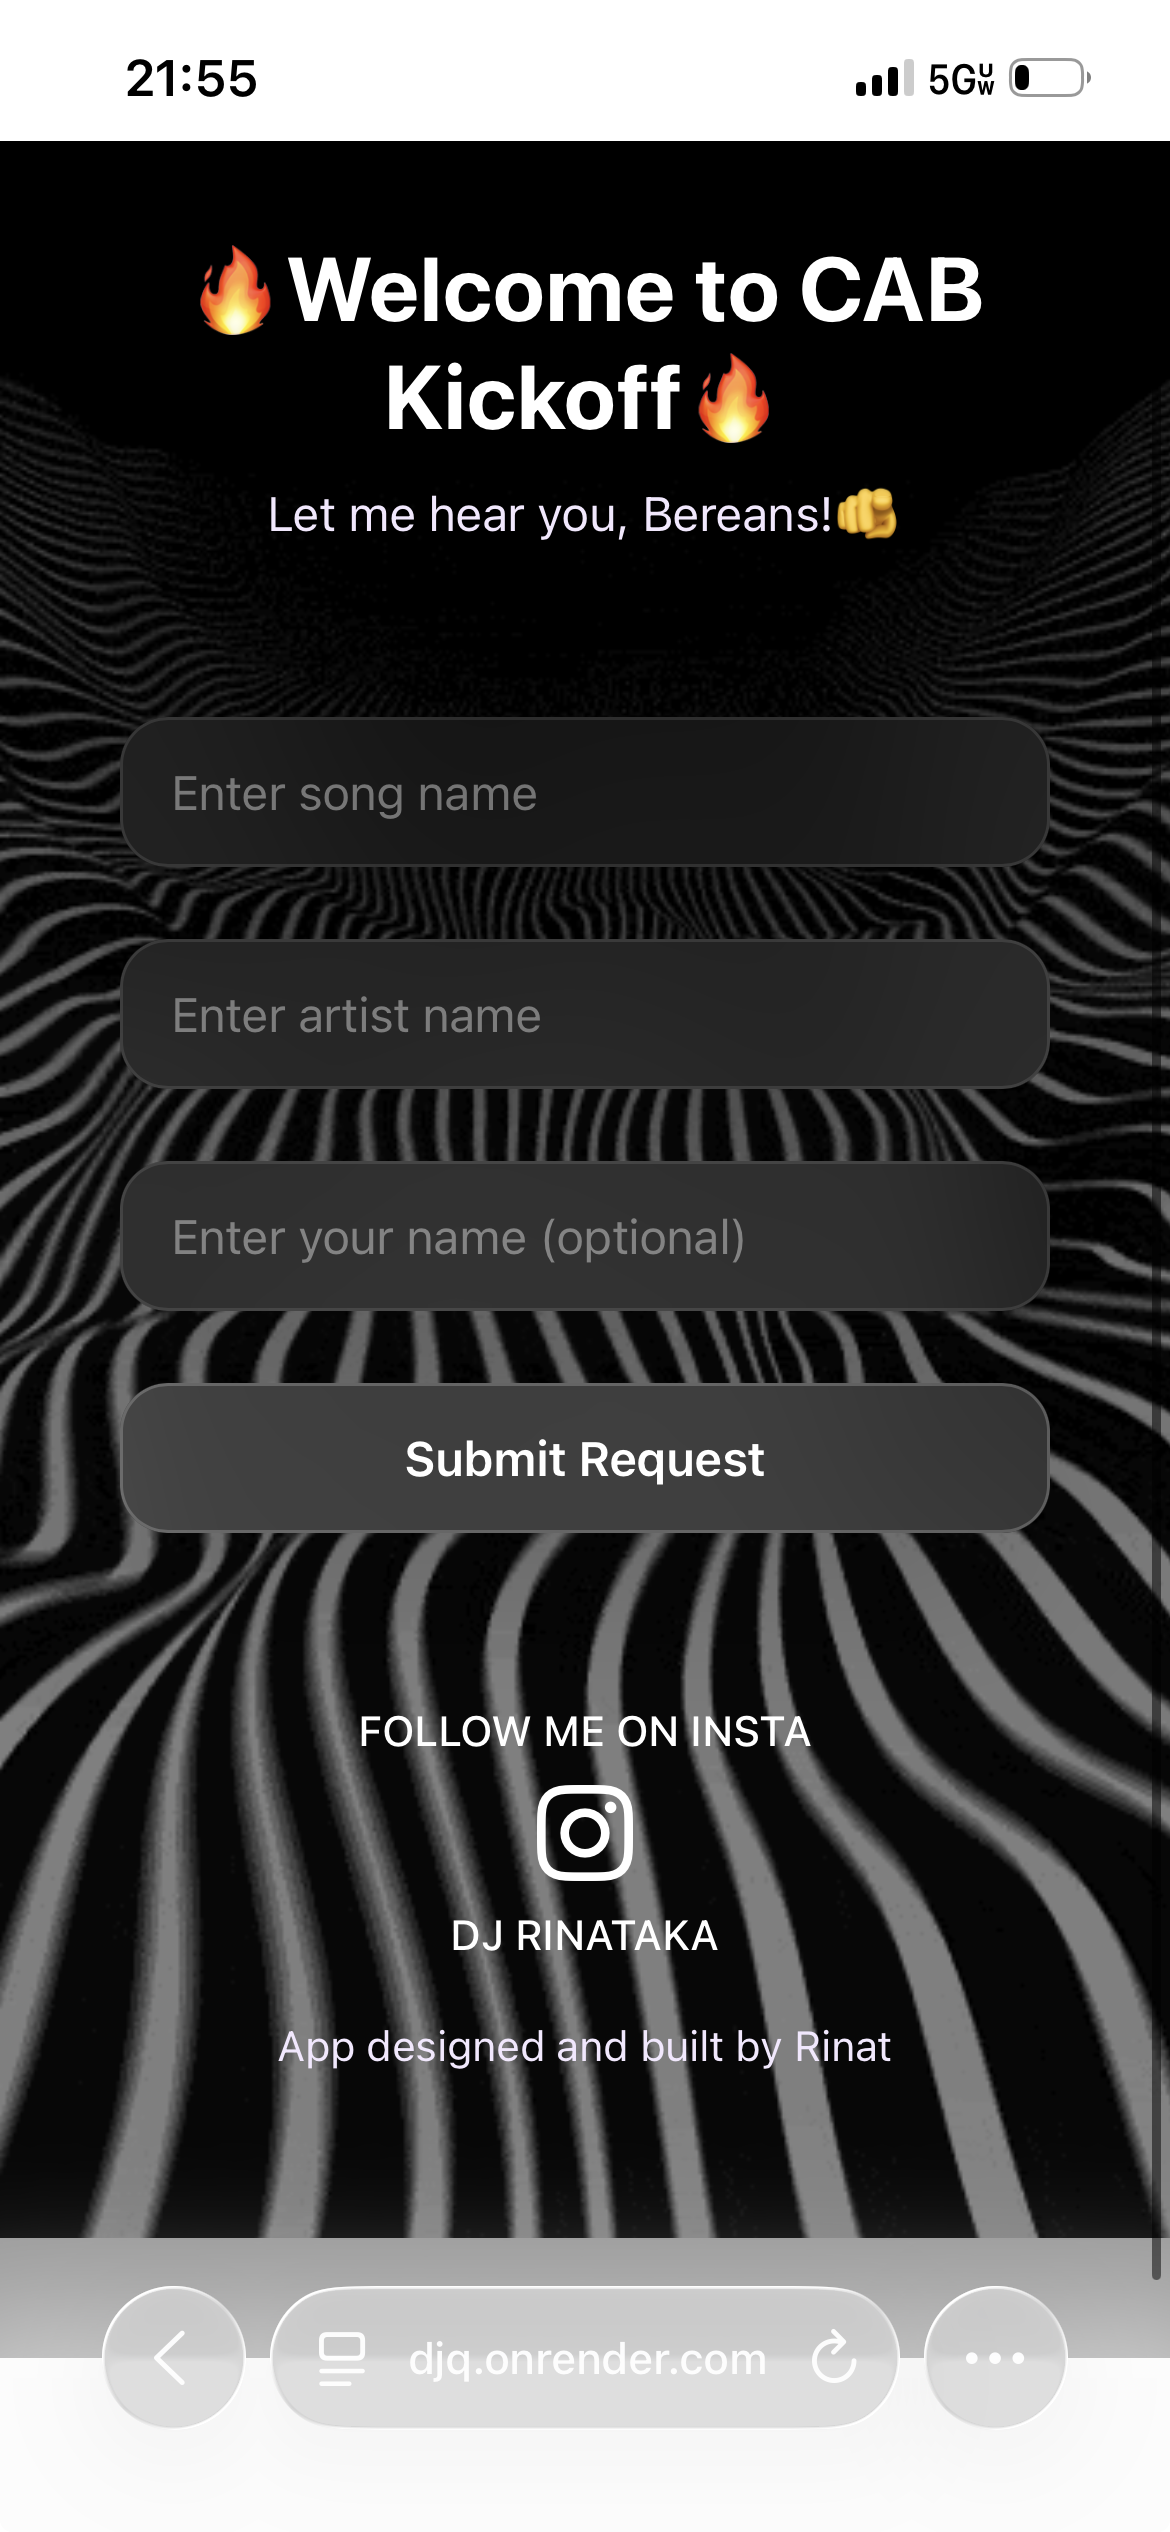 21:55
5G UW
🔥Welcome to CAB
Kickoff🔥
Let me hear you, Bereans!🫵
Enter song name
Enter artist name
Enter your name (optional)
Submit Request
FOLLOW ME ON INSTA
DJ RINATAKA
App designed and built by Rinat
djq.onrender.com